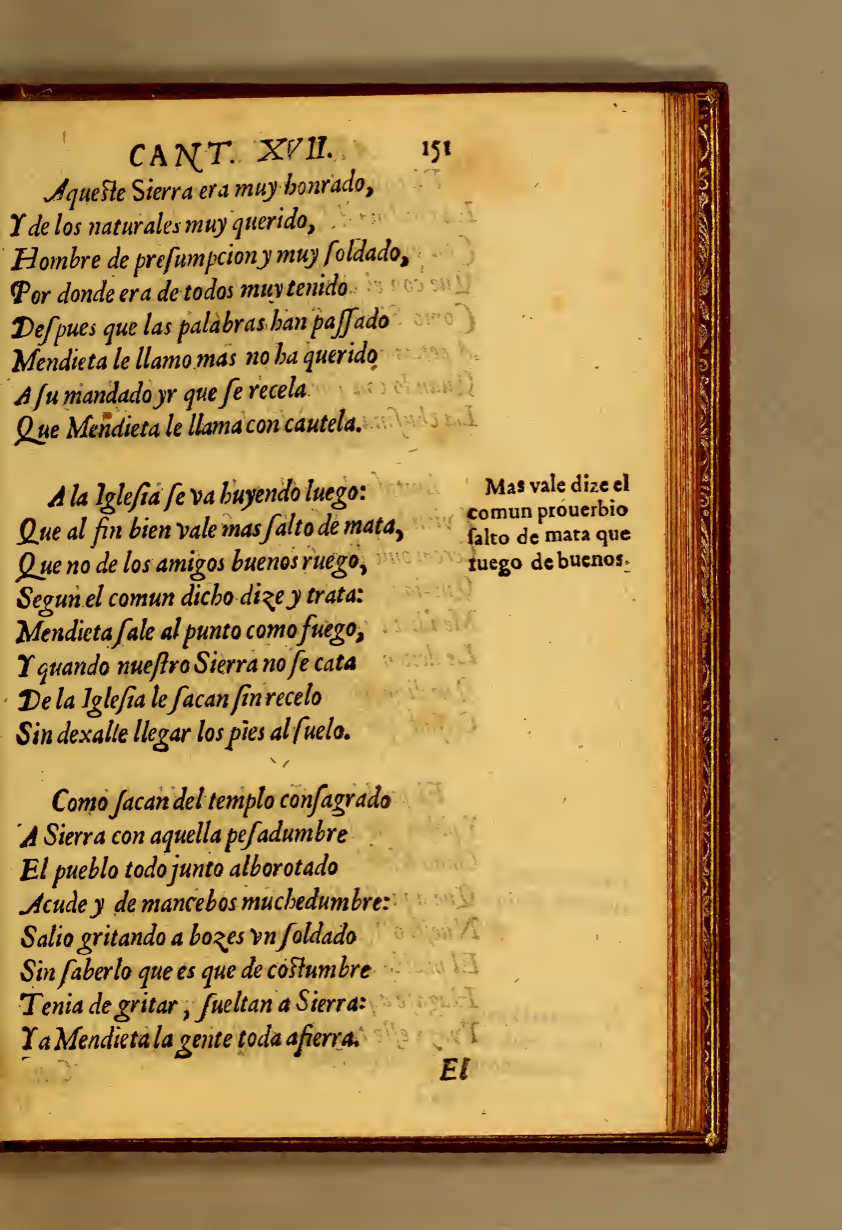 CANT. XVII. 151
Aqueste Sierra era muy honrado,
Y de los naturales muy querido,
Hombre de preſumpcion y muy ſoldado,
Por donde era de todos muy tenido
Deſpues que las palabras han paſſado
Mendieta le llamo mas no ha querido
A ſu mandado yr que ſe recela
Que Mendieta le llama con cautela.
A la Igleſia ſe va huyendo luego:
Que al fin bien vale mas ſalto de mata,
Que no de los amigos buenos ruego,
Segun el comun dicho dize y trata:
Mendieta ſale al punto como fuego,
Y quando nueſtro Sierra no ſe cata
De la Igleſia le ſacan ſin recelo
Sin dexalle llegar los pies al ſuelo.
Mas vale dize el
comun prouerbio
ſalto de mata que
ruego de buenos.
Como ſacan del templo conſagrado
A Sierra con aquella peſadumbre
El pueblo todo junto alborotado
Acude y de mancebos muchedumbre:
Salio gritando a bozes vn ſoldado
Sin ſaberlo que es que de coſtumbre
Tenia de gritar, ſueltan a Sierra:
Y a Mendieta la gente toda afierra.
El